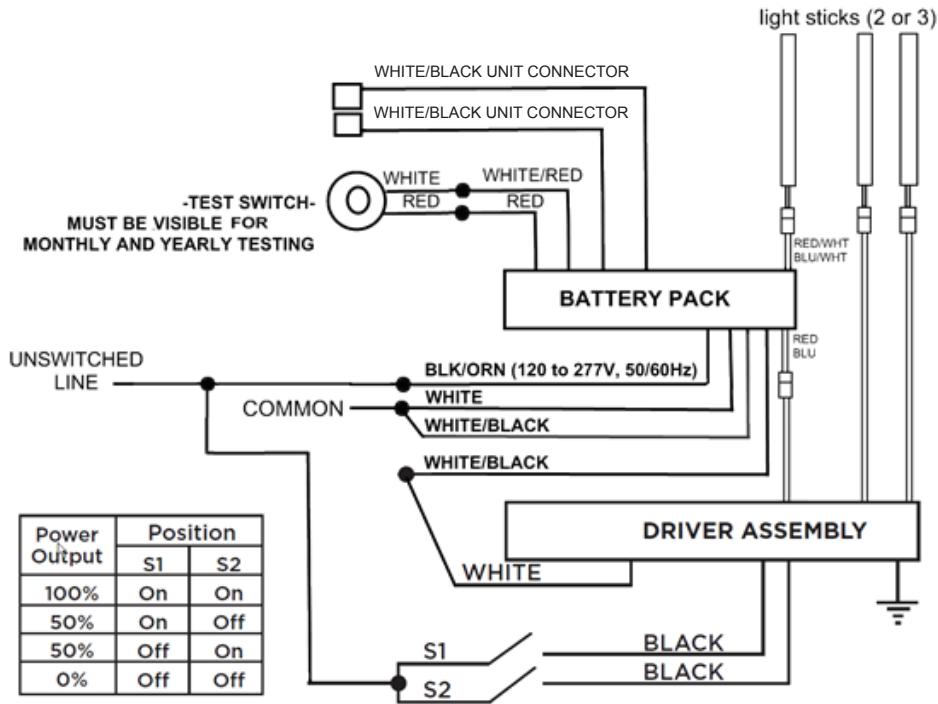 light sticks (2 or 3)
WHITE/BLACK UNIT CONNECTOR
WHITE/BLACK UNIT CONNECTOR
WHITE
WHITE/RED
-TEST SWITCH-
MUST BE VISIBLE FOR
MONTHLY AND YEARLY TESTING
RED
RED
RED/WHT
BLU/WHT
BATTERY PACK
RED
BLU
UNSWITCHED
LINE
BLK/ORN (120 to 277V, 50/60Hz)
COMMON
WHITE
WHITE/BLACK
WHITE/BLACK
DRIVER ASSEMBLY
WHITE
Power Output Position
S1 S2
100% On On
50% On Off
50% Off On
0% Off Off
S1
BLACK
S2
BLACK